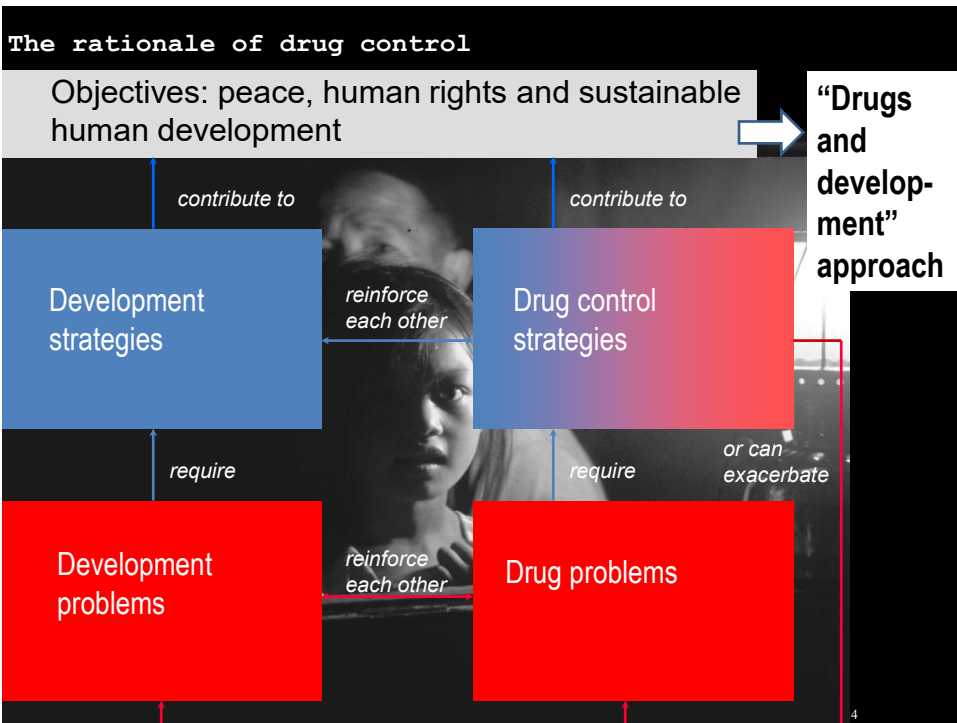 The rationale of drug control
Objectives: peace, human rights and sustainable
human development
“Drugs
and
develop-
ment”
approach
contribute to
contribute to
Development
strategies
reinforce
each other
Drug control
strategies
require
require
or can
exacerbate
Development
problems
reinforce
each other
Drug problems
4